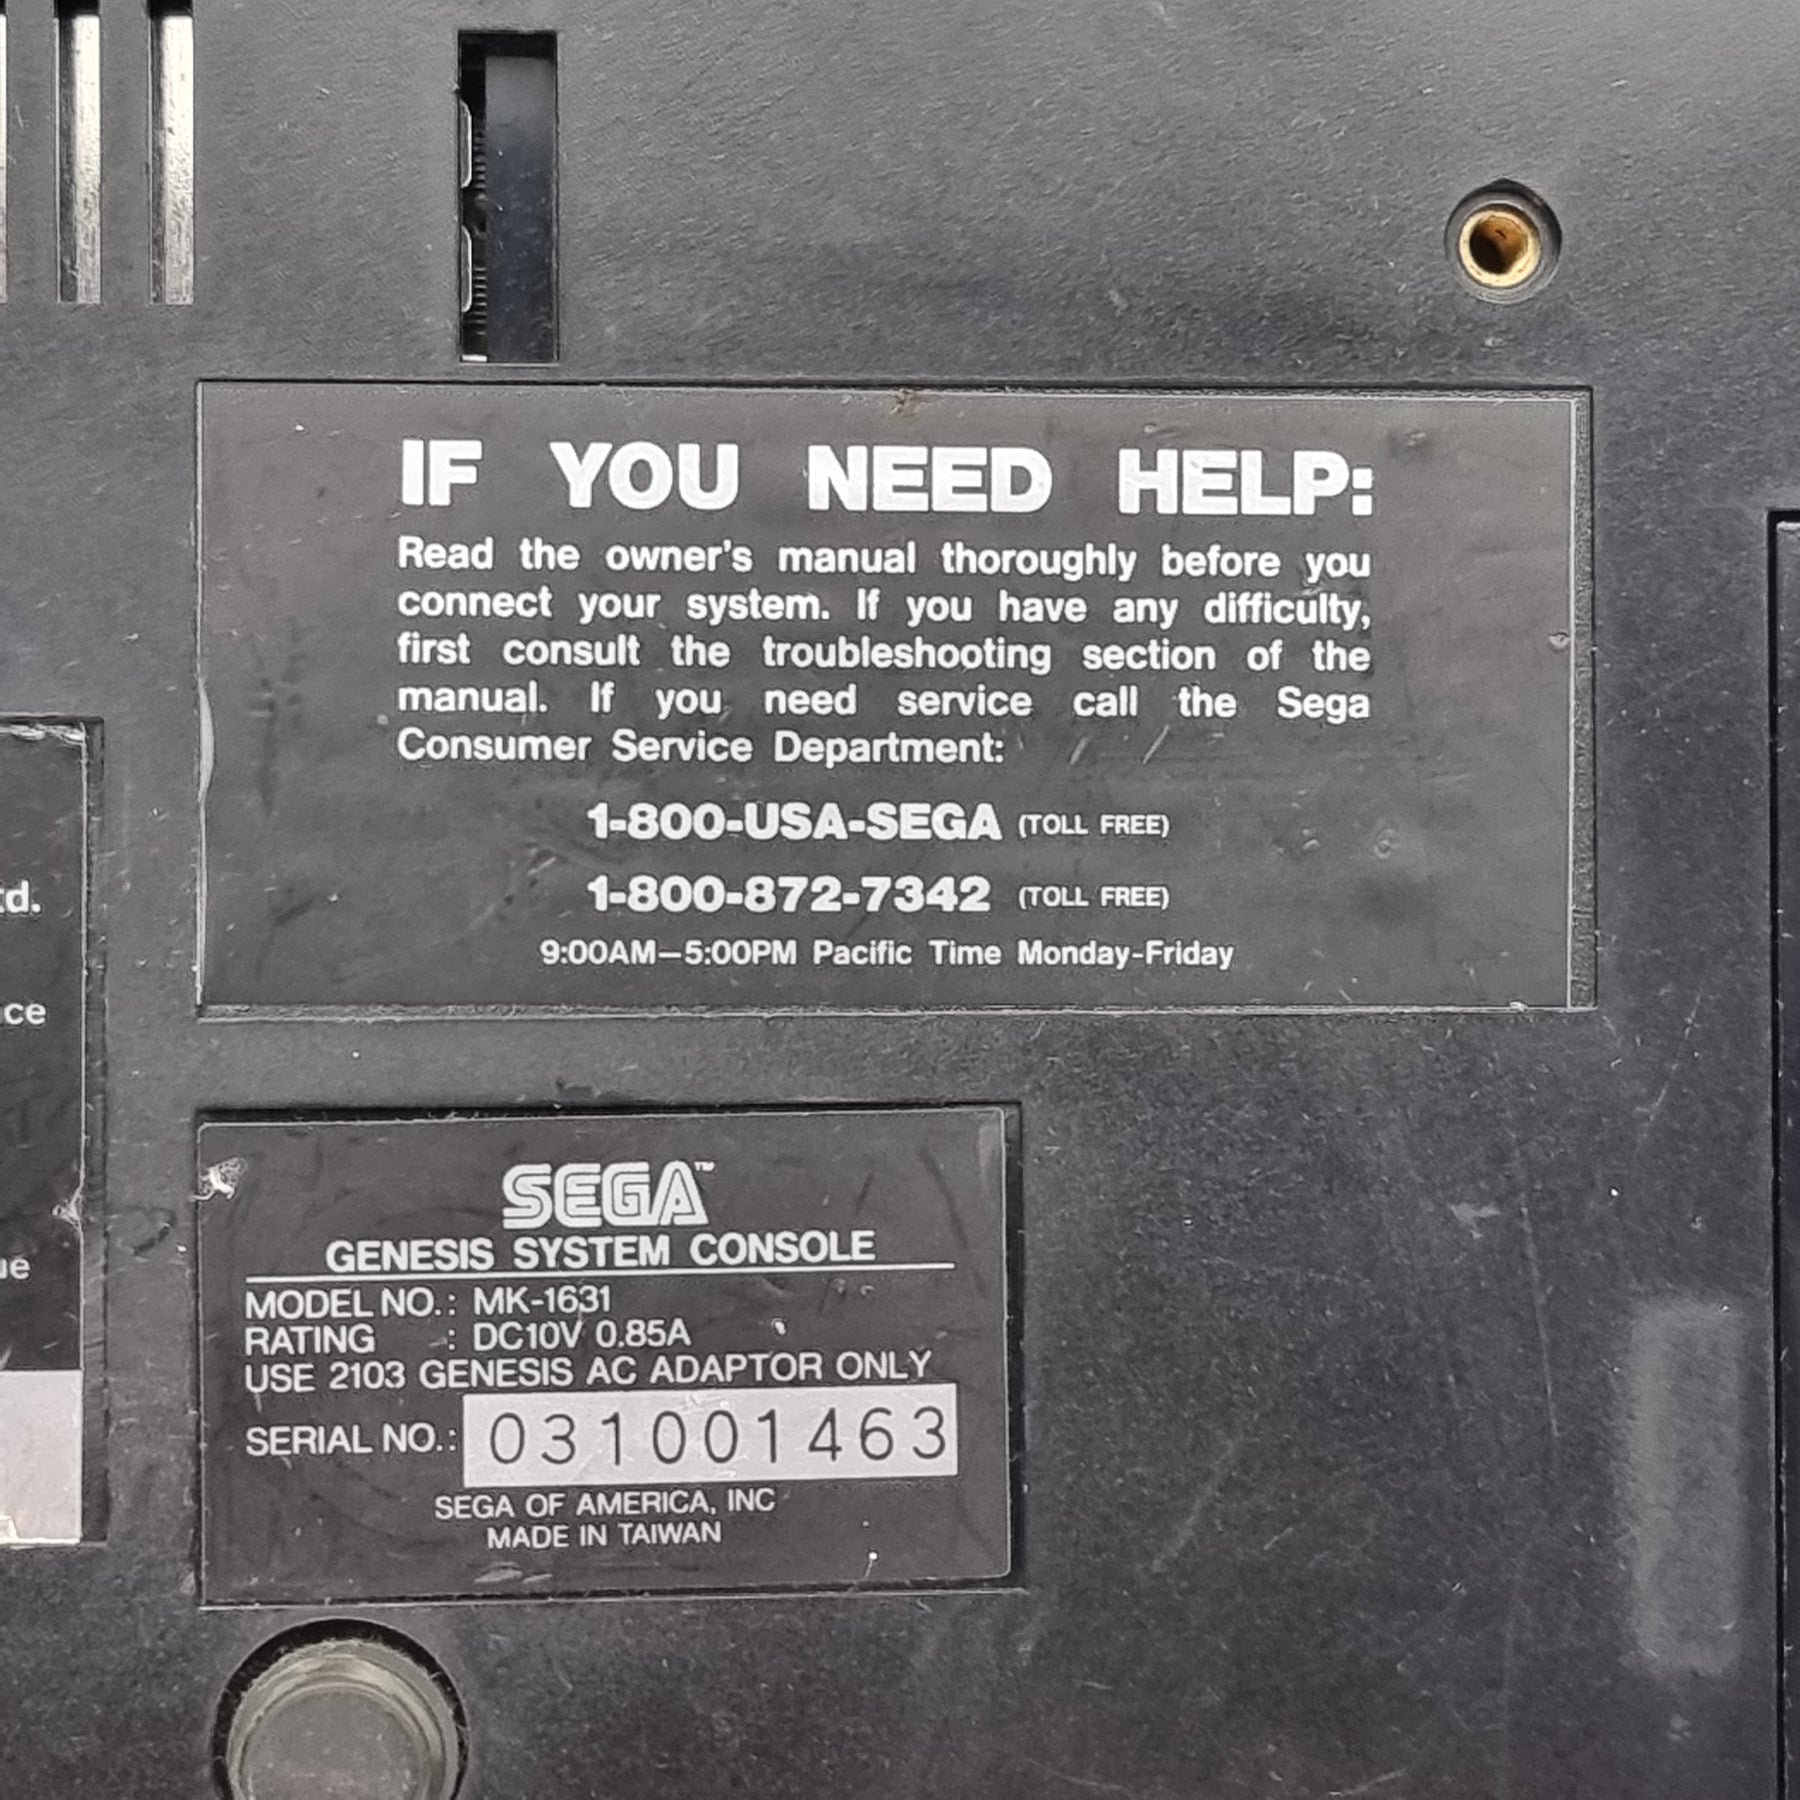 IF YOU NEED HELP:
Read the owner's manual thoroughly before you
connect your system. If you have any difficulty,
first consult the troubleshooting section of the
manual. If you need service call the Sega
Consumer Service Department:
1-800-USA-SEGA (TOLL FREE)
1-800-872-7342 (TOLL FREE)
9:00AM—5:00PM Pacific Time Monday-Friday
SEGA™
GENESIS SYSTEM CONSOLE
MODEL NO.: MK-1631
RATING : DC10V 0.85A
USE 2103 GENESIS AC ADAPTOR ONLY
SERIAL NO.: 031001463
SEGA OF AMERICA, INC
MADE IN TAIWAN